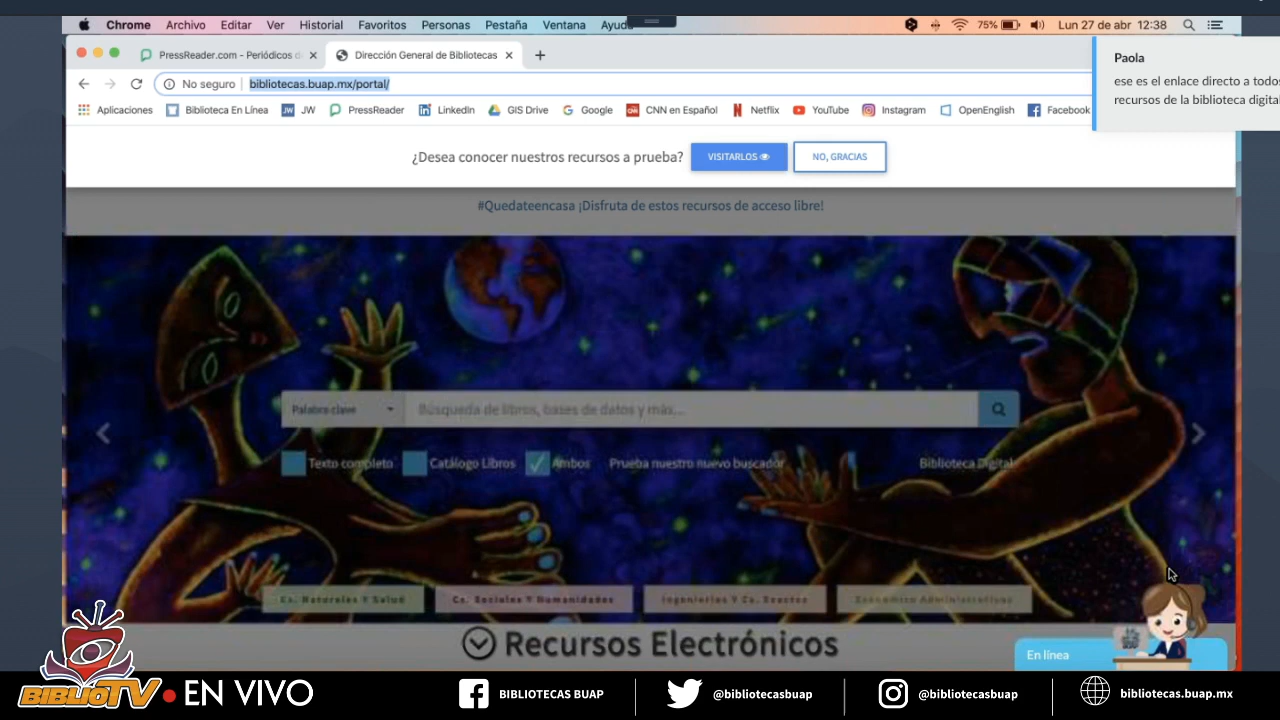 Chrome Archivo Editar Ver Historial Favoritos Personas Pestaña Ventana Ayuda 75% Lun 27 de abr 12:38
PressReader.com - Periódicos d Dirección General de Bibliotecas
No seguro bibliotecas.buap.mx/portal/
Aplicaciones Biblioteca En Línea JW PressReader LinkedIn GIS Drive Google CNN en Español Netflix YouTube Instagram OpenEnglish Facebook
Paola
ese es el enlace directo a todos
recursos de la biblioteca digital
¿Desea conocer nuestros recursos a prueba? VISITARLOS NO, GRACIAS
#Quedateencasa ¡Disfruta de estos recursos de acceso libre!
Palabra clave Búsqueda de libros, bases de datos y más...
Texto completo Catálogo Libros Ambos Prueba nuestro nuevo buscador Biblioteca Digital
Cs. Naturales Y Salud Cs. Sociales Y Humanidades Ingenierías Y Cs. Exactas Económico Administrativas
Recursos Electrónicos
En línea
BIBLIOTV EN VIVO BIBLIOTECAS BUAP @bibliotecasbuap @bibliotecasbuap bibliotecas.buap.mx